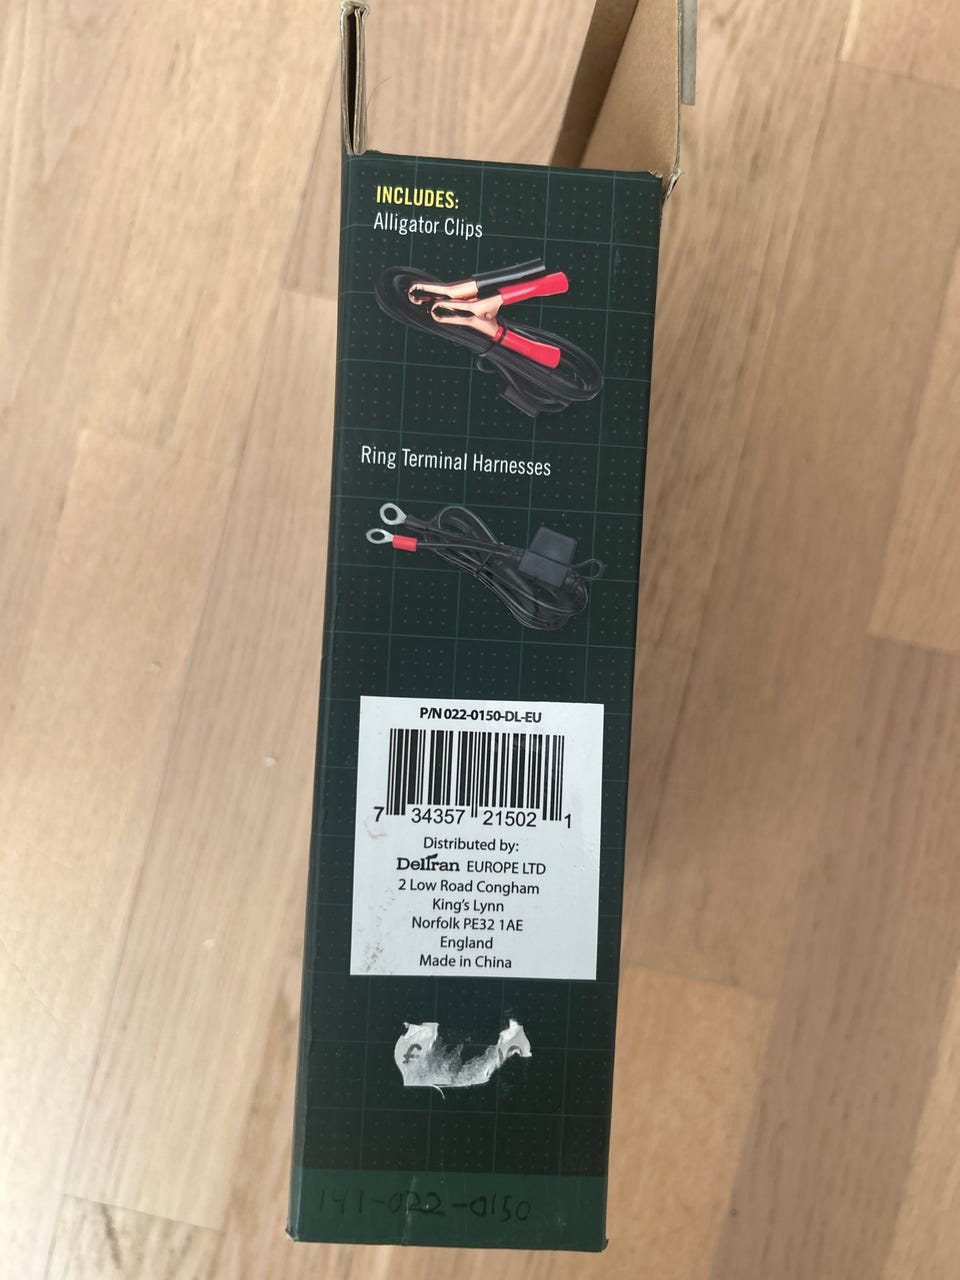 INCLUDES:
Alligator Clips
Ring Terminal Harnesses
P/N 022-0150-DL-EU
7 34357 21502 1
Distributed by:
Deltran EUROPE LTD
2 Low Road Congham
King's Lynn
Norfolk PE32 1AE
England
Made in China
£
141-022-0150